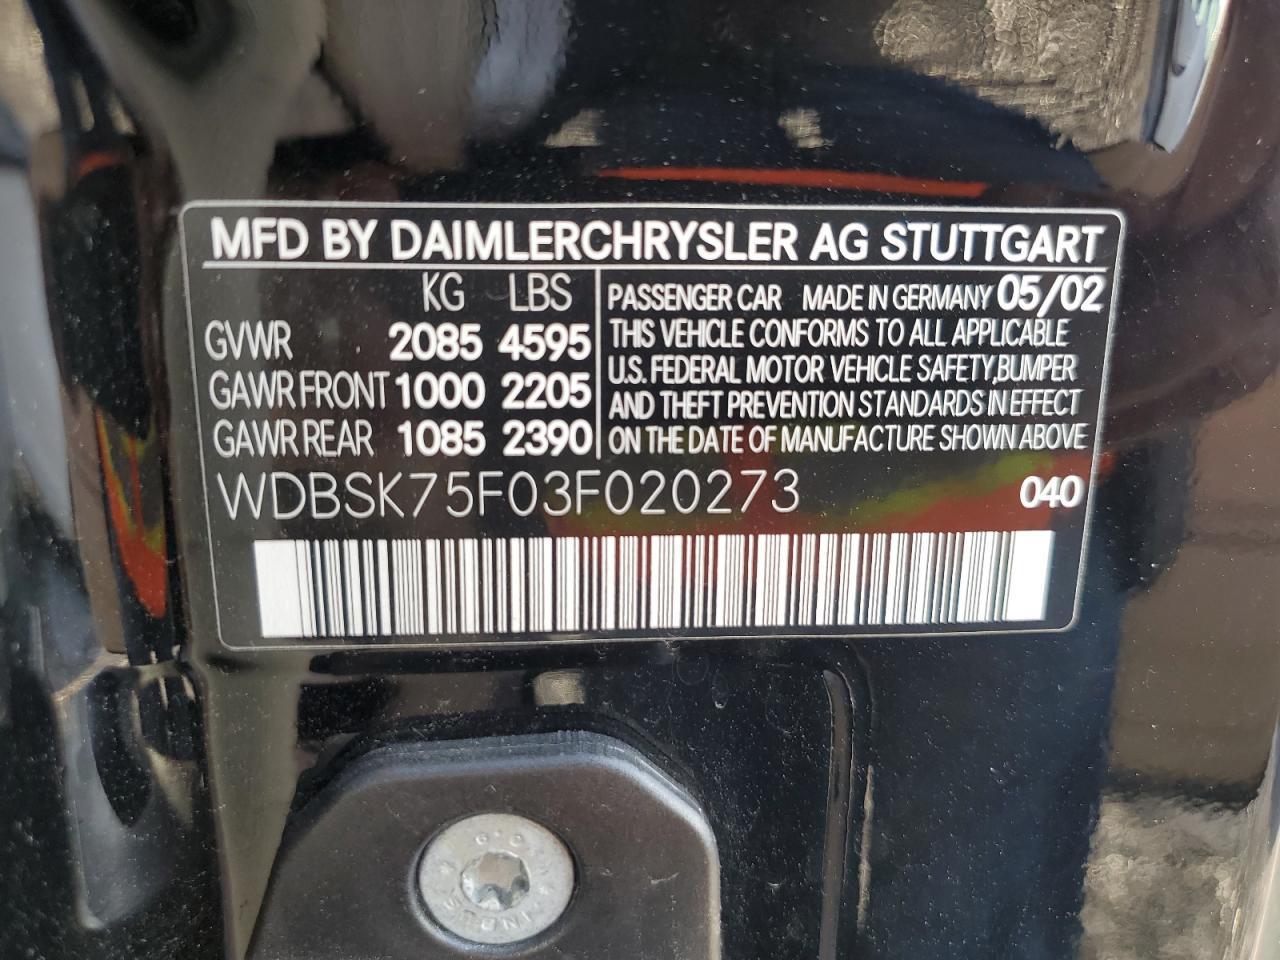 MFD BY DAIMLERCHRYSLER AG STUTTGART
KG LBS
GVWR 2085 4595
GAWR FRONT 1000 2205
GAWR REAR 1085 2390
PASSENGER CAR MADE IN GERMANY 05/02
THIS VEHICLE CONFORMS TO ALL APPLICABLE
U.S. FEDERAL MOTOR VEHICLE SAFETY, BUMPER
AND THEFT PREVENTION STANDARDS IN EFFECT
ON THE DATE OF MANUFACTURE SHOWN ABOVE
WDBSK75F03F020273 040